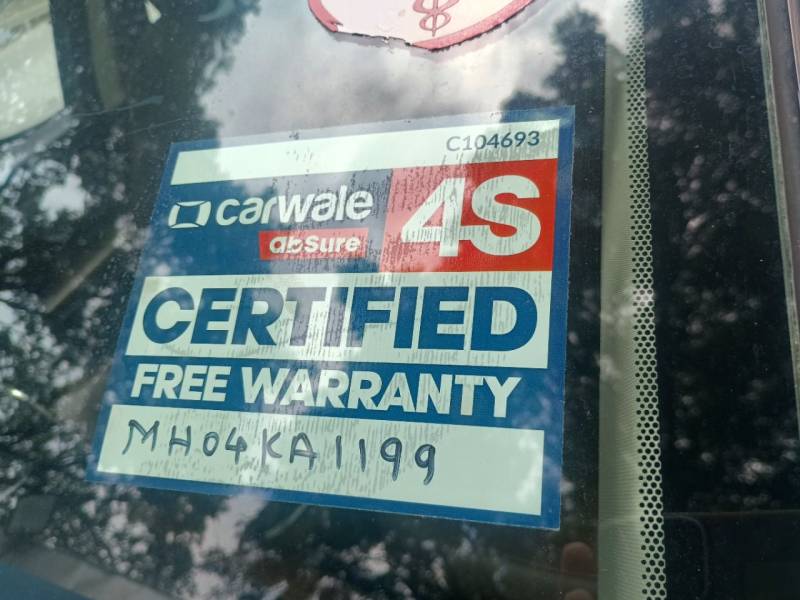 C104693
carwale 4S
abSure
CERTIFIED
FREE WARRANTY
MH04KA1199